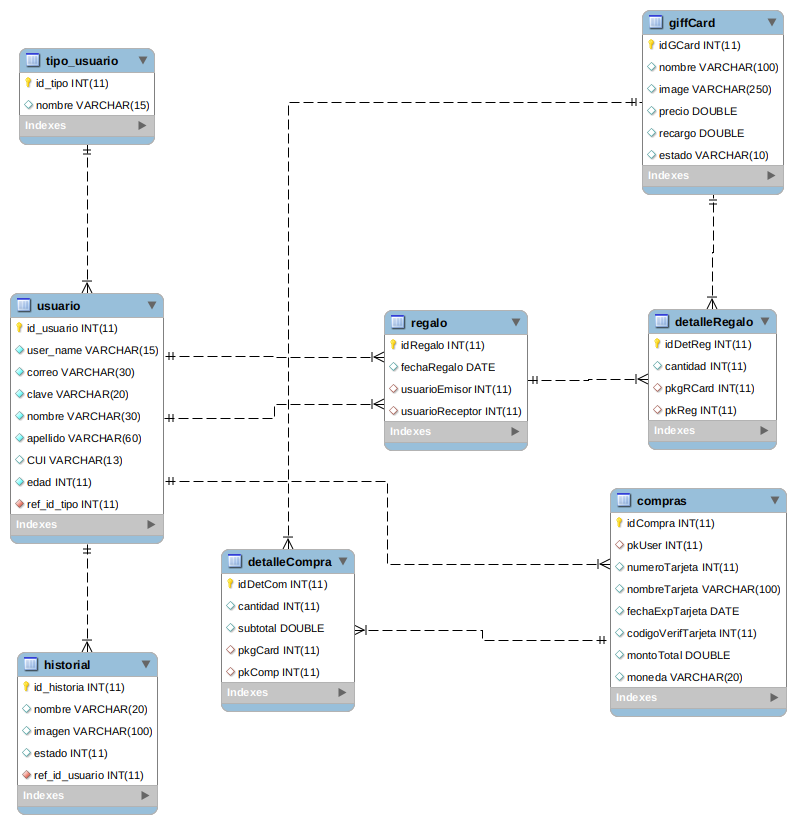 tipo_usuario
id_tipo INT(11)
nombre VARCHAR(15)
Indexes
giffCard
idGCard INT(11)
nombre VARCHAR(100)
image VARCHAR(250)
precio DOUBLE
recargo DOUBLE
estado VARCHAR(10)
Indexes
usuario
id_usuario INT(11)
user_name VARCHAR(15)
correo VARCHAR(30)
clave VARCHAR(20)
nombre VARCHAR(30)
apellido VARCHAR(60)
CUI VARCHAR(13)
edad INT(11)
ref_id_tipo INT(11)
Indexes
regalo
idRegalo INT(11)
fechaRegalo DATE
usuarioEmisor INT(11)
usuarioReceptor INT(11)
Indexes
detalleRegalo
idDetReg INT(11)
cantidad INT(11)
pkgRCard INT(11)
pkReg INT(11)
Indexes
compras
idCompra INT(11)
pkUser INT(11)
numeroTarjeta INT(11)
nombreTarjeta VARCHAR(100)
fechaExpTarjeta DATE
codigoVerifTarjeta INT(11)
montoTotal DOUBLE
moneda VARCHAR(20)
Indexes
detalleCompra
idDetCom INT(11)
cantidad INT(11)
subtotal DOUBLE
pkgCard INT(11)
pkComp INT(11)
Indexes
historial
id_historia INT(11)
nombre VARCHAR(20)
imagen VARCHAR(100)
estado INT(11)
ref_id_usuario INT(11)
Indexes